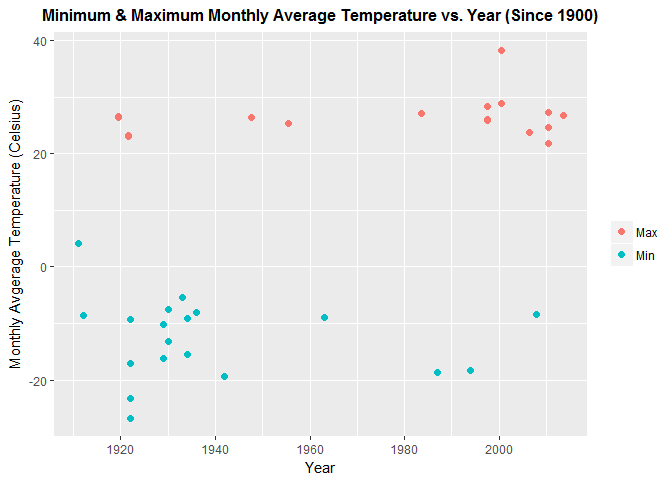 Minimum & Maximum Monthly Average Temperature vs. Year (Since 1900)
Monthly Avgerage Temperature (Celsius)
40
20
0
-20
1920
1940
1960
1980
2000
Year
Max
Min